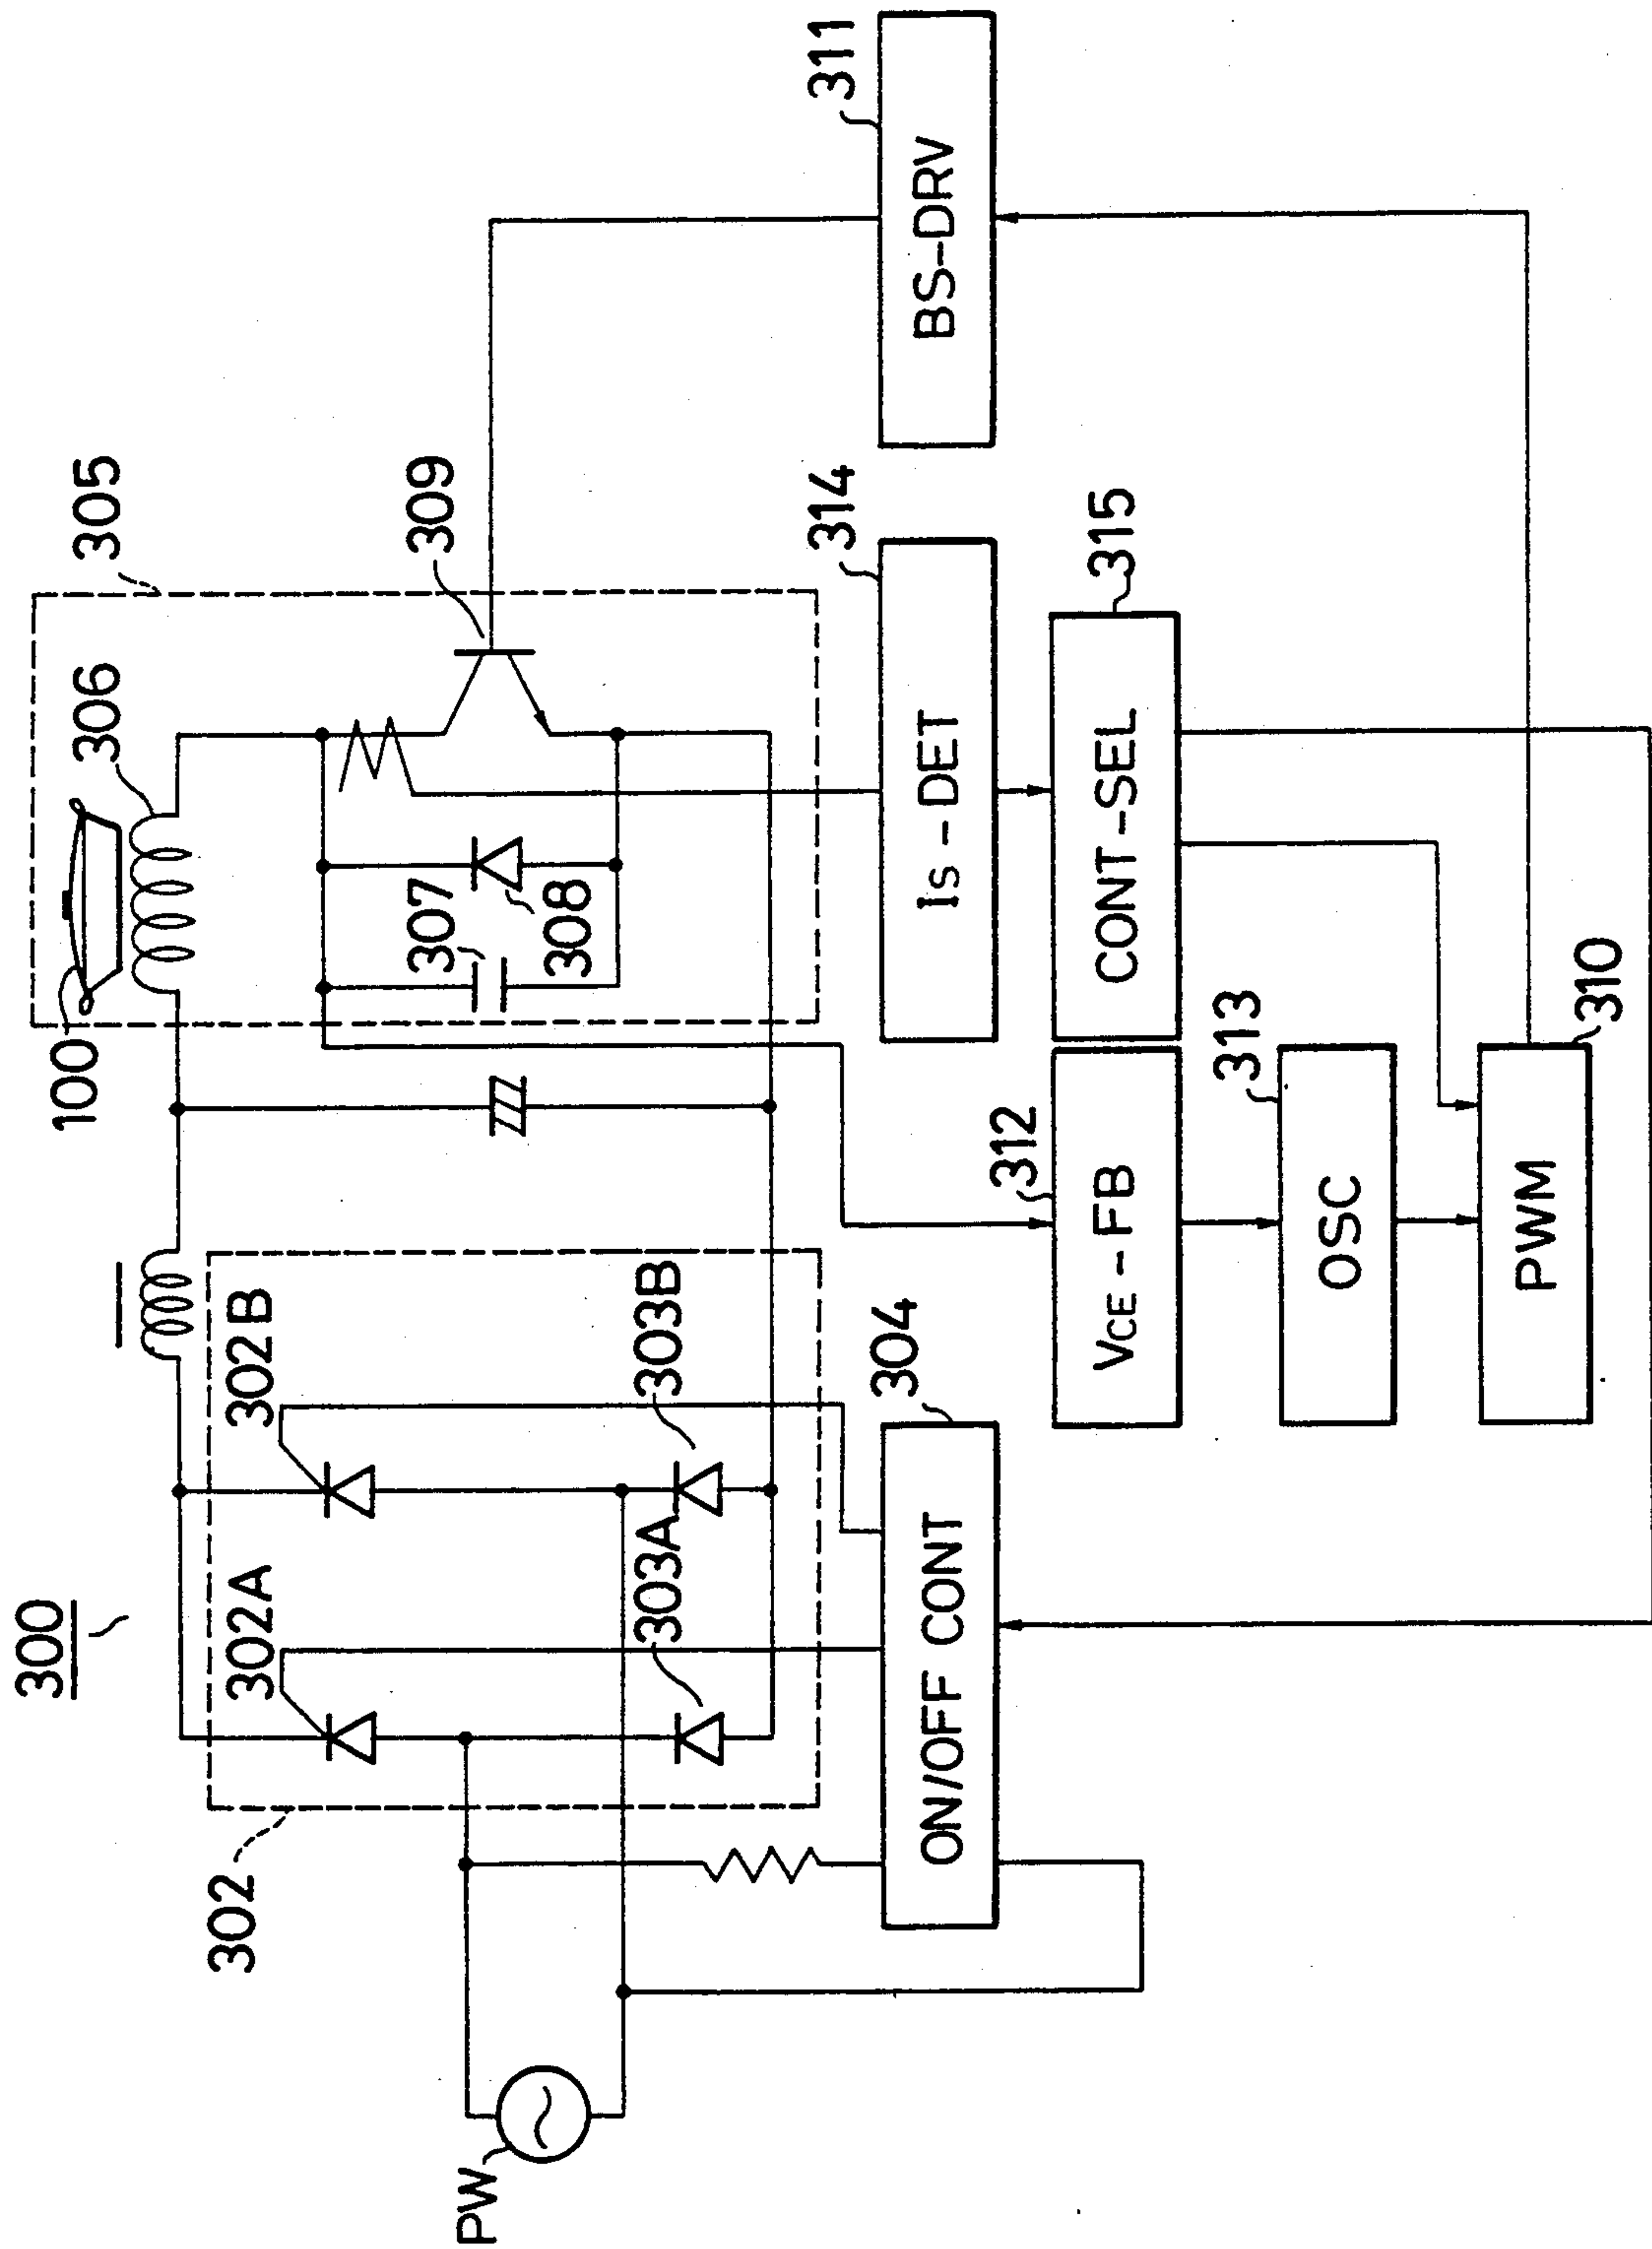 300
PW
302
302A
302B
303A
303B
304
ON/OFF CONT
100
305
306
307
308
309
312
VCE-FB
313
OSC
310
PWM
314
IS-DET
315
CONT-SEL
311
BS-DRV